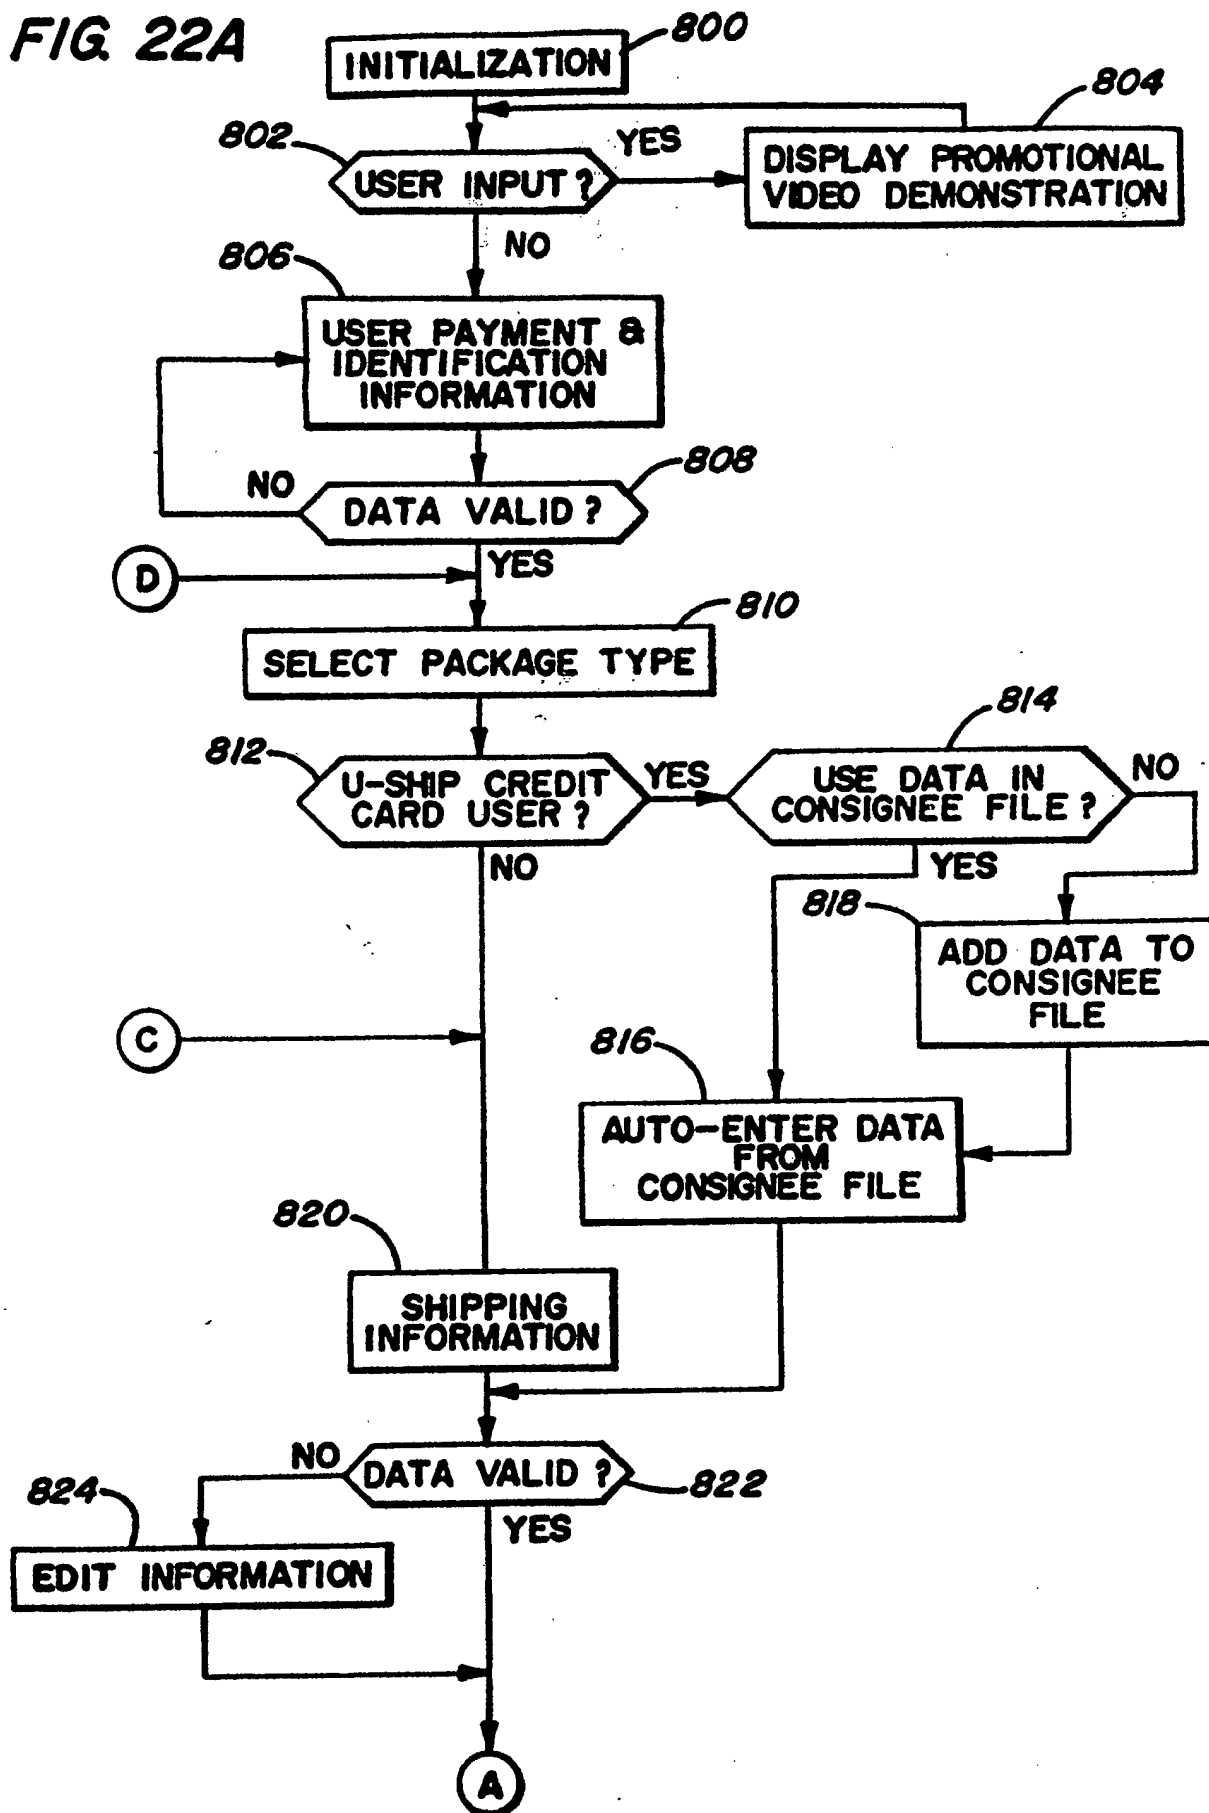 FIG. 22A
800
INITIALIZATION
804
802
YES
DISPLAY PROMOTIONAL
VIDEO DEMONSTRATION
USER INPUT?
NO
806
USER PAYMENT &
IDENTIFICATION
INFORMATION
808
NO
DATA VALID?
YES
D
810
SELECT PACKAGE TYPE
814
812
U-SHIP CREDIT
CARD USER?
YES
USE DATA IN
CONSIGNEE FILE?
NO
NO
YES
818
ADD DATA TO
CONSIGNEE
FILE
C
816
AUTO-ENTER DATA
FROM
CONSIGNEE FILE
820
SHIPPING
INFORMATION
NO
DATA VALID?
822
824
YES
EDIT INFORMATION
A